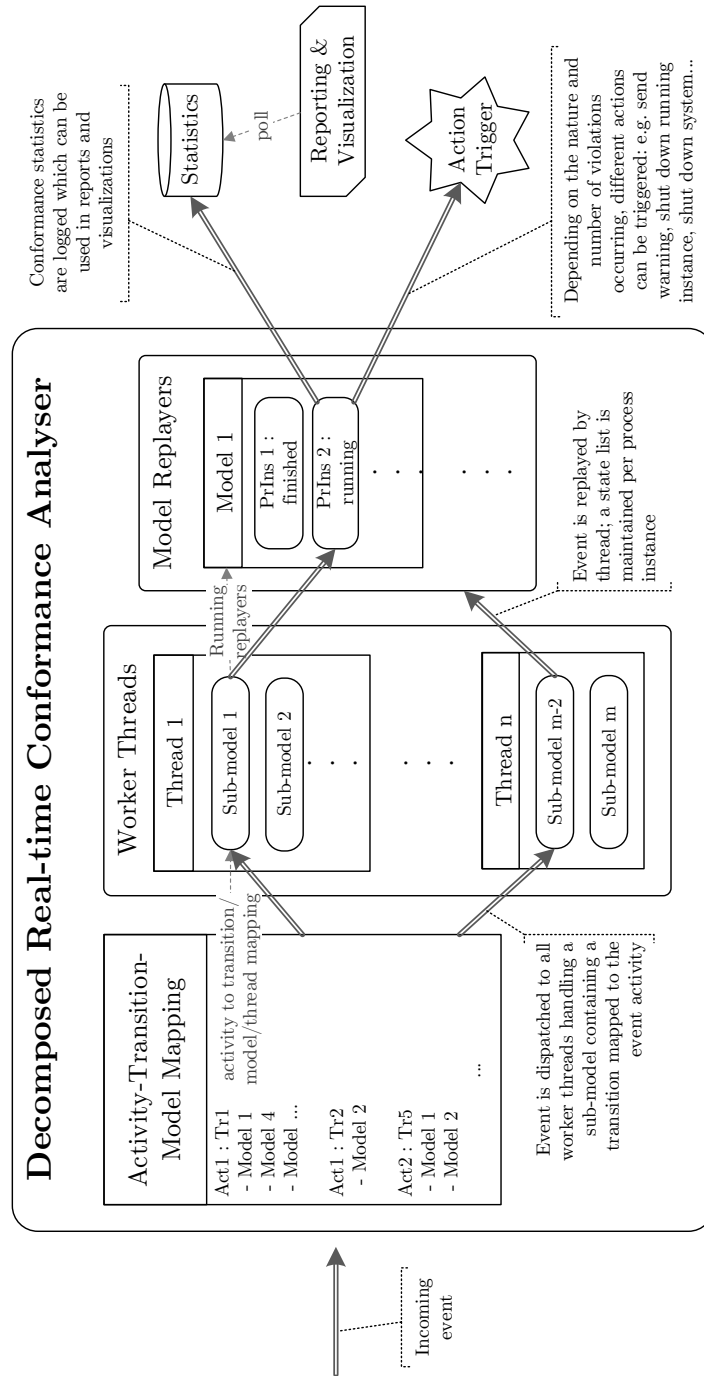 Decomposed Real-time Conformance Analyser
Incoming
event
Activity-Transition-
Model Mapping
Act1 : Tr1
- Model 1
- Model 4
- Model ...
Act1 : Tr2
- Model 2
Act2 : Tr5
- Model 1
- Model 2
...
activity to transition/
model/thread mapping
Event is dispatched to all
worker threads handling a
sub-model containing a
transition mapped to the
event activity
Worker Threads
Thread 1
Sub-model 1
Sub-model 2
. . .
. . .
Thread n
Sub-model m-2
Sub-model m
Running
replayers
Model Replayers
Model 1
PrIns 1 :
finished
PrIns 2 :
running
. . .
. . .
Event is replayed by
thread; a state list is
maintained per process
instance
Conformance statistics
are logged which can be
used in reports and
visualizations
Statistics
poll
Reporting &
Visualization
Action
Trigger
Depending on the nature and
number of violations
occurring, different actions
can be triggered: e.g. send
warning, shut down running
instance, shut down system...